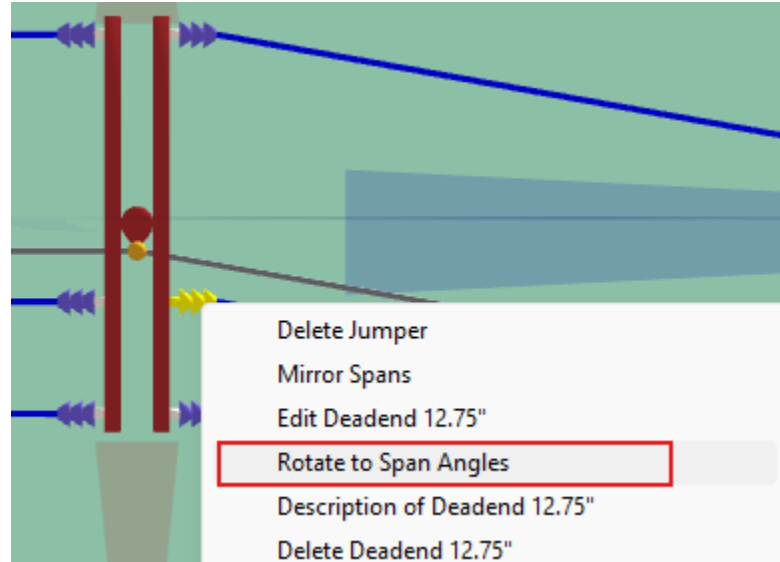 Delete Jumper
Mirror Spans
Edit Deadend 12.75"
Rotate to Span Angles
Description of Deadend 12.75"
Delete Deadend 12.75"